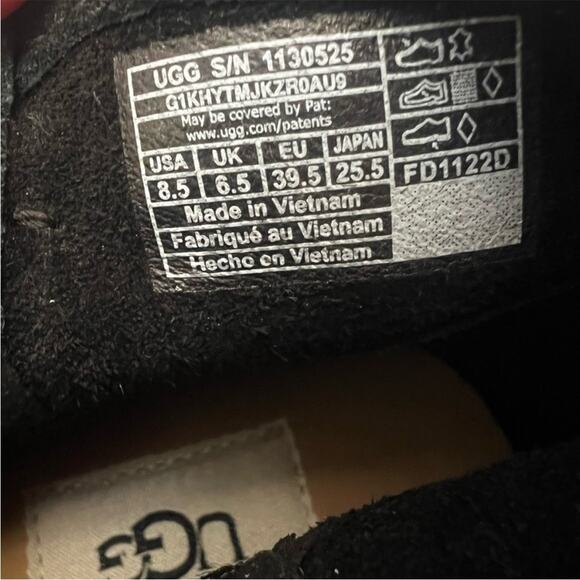 UGG S/N 1130525
G1KHYTMJKZR0AU9
May be covered by Pat:
www.ugg.com/patents
USA UK EU JAPAN
8.5 6.5 39.5 25.5
FD1122D
Made in Vietnam
Fabriqué au Vietnam
Hecho en Vietnam
UGG